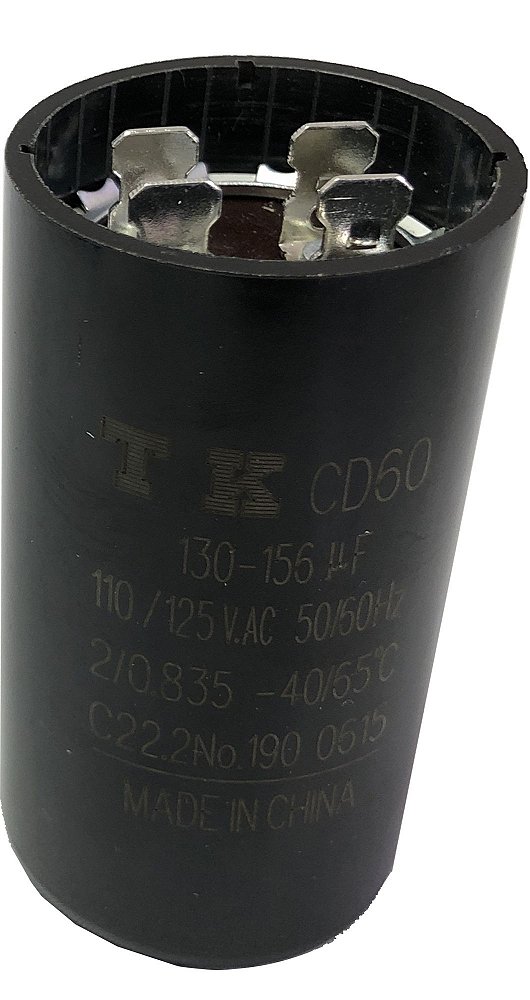 TK CD60
130-156 µF
110/125 V.AC 50/60Hz
2/0.835 -40/65℃
C22.2No.190 0515
MADE IN CHINA